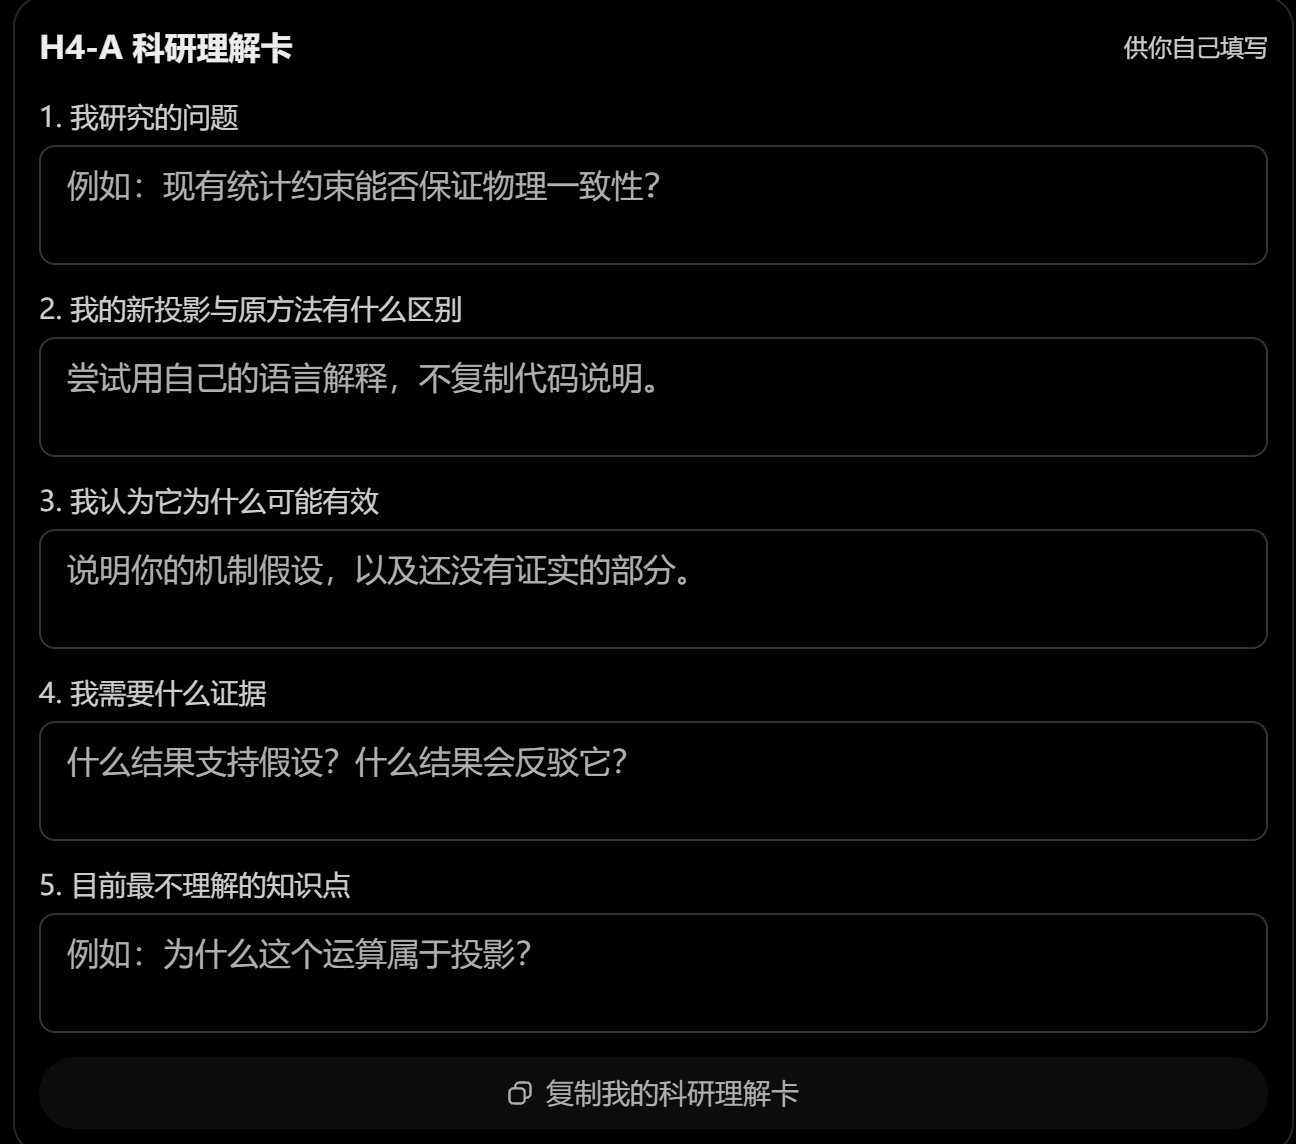 H4-A 科研理解卡
供你自己填写
1. 我研究的问题
例如：现有统计约束能否保证物理一致性？
2. 我的新投影与原方法有什么区别
尝试用自己的语言解释，不复制代码说明。
3. 我认为它为什么可能有效
说明你的机制假设，以及还没有证实的部分。
4. 我需要什么证据
什么结果支持假设？什么结果会反驳它？
5. 目前最不理解的知识点
例如：为什么这个运算属于投影？
复制我的科研理解卡